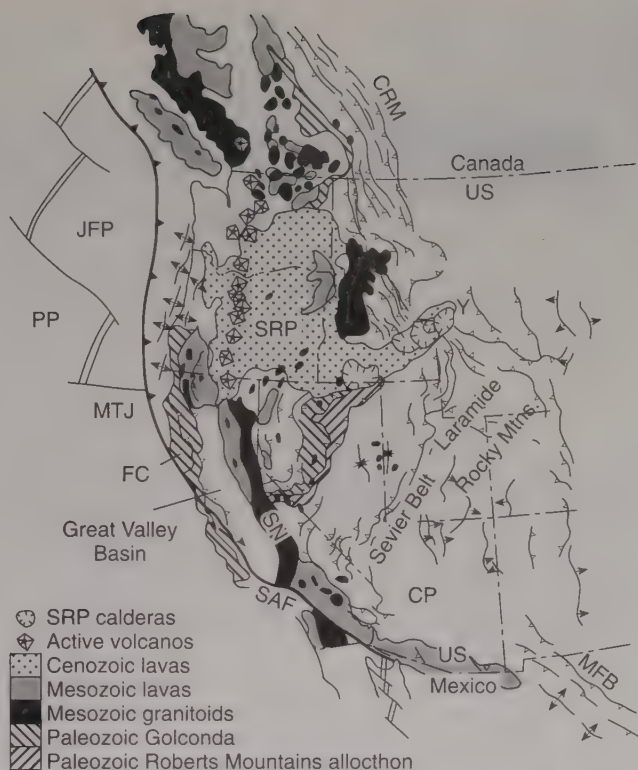 CRM
Canada
US
JFP
PP
SRP
Y
MTJ
FC
Great Valley
Basin
SN
Sevier Belt
Laramide
Rocky Mtns.
SAF
CP
US
Mexico
MFB
SRP calderas
Active volcanos
Cenozoic lavas
Mesozoic lavas
Mesozoic granitoids
Paleozoic Golconda
Paleozoic Roberts Mountains allocthon